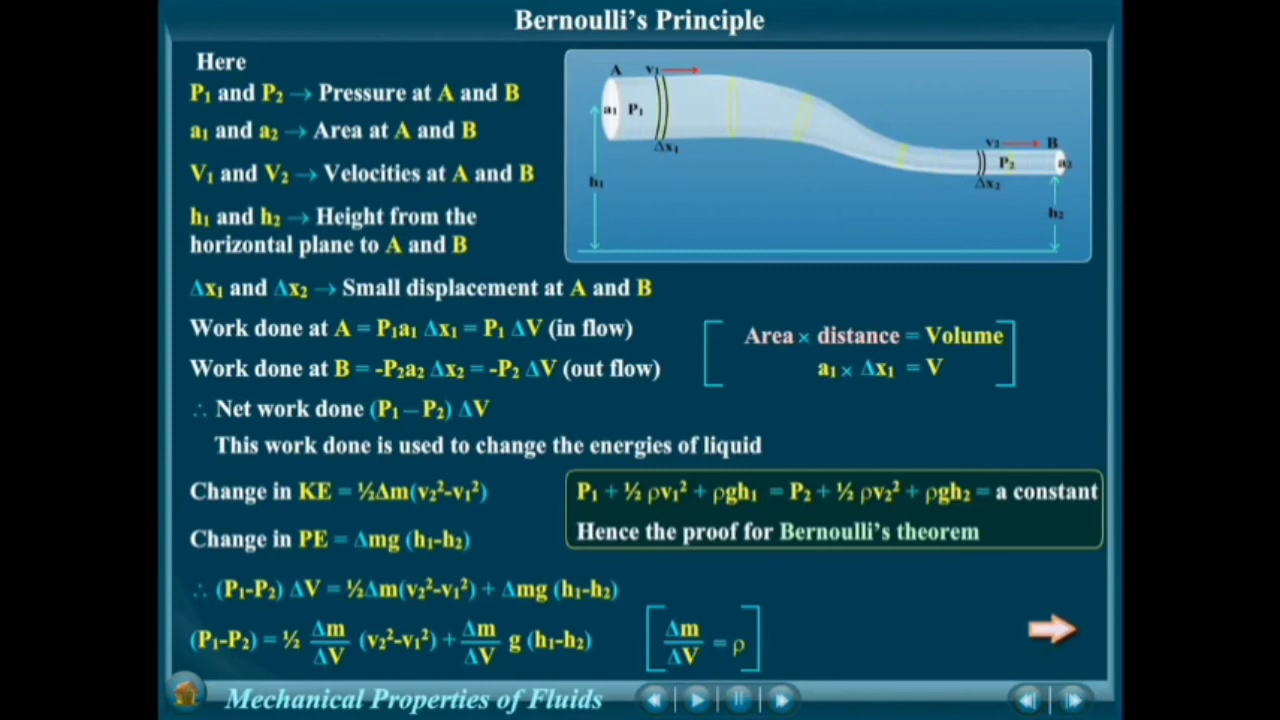 Bernoulli's Principle
Here
P₁ and P₂ → Pressure at A and B
a₁ and a₂ → Area at A and B
V₁ and V₂ → Velocities at A and B
h₁ and h₂ → Height from the
horizontal plane to A and B
A
v₁
a₁
P₁
Δx₁
h₁
v₂
B
P₂
a₂
Δx₂
h₂
Δx₁ and Δx₂ → Small displacement at A and B
Work done at A = P₁a₁ Δx₁ = P₁ ΔV (in flow)
Work done at B = -P₂a₂ Δx₂ = -P₂ ΔV (out flow)
Area × distance = Volume
a₁ × Δx₁ = V
∴ Net work done (P₁ – P₂) ΔV
This work done is used to change the energies of liquid
Change in KE = ½Δm(v₂²-v₁²)
Change in PE = Δmg (h₁-h₂)
P₁ + ½ ρv₁² + ρgh₁ = P₂ + ½ ρv₂² + ρgh₂ = a constant
Hence the proof for Bernoulli's theorem
∴ (P₁-P₂) ΔV = ½Δm(v₂²-v₁²) + Δmg (h₁-h₂)
(P₁-P₂) = ½ Δm/ΔV (v₂²-v₁²) + Δm/ΔV g (h₁-h₂) [Δm/ΔV = ρ]
Mechanical Properties of Fluids